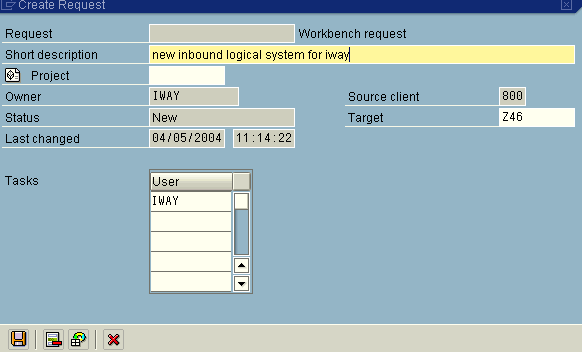 Create Request
Request Workbench request
Short description new inbound logical system for iway
Project
Owner IWAY Source client 800
Status New Target Z46
Last changed 04/05/2004 11:14:22
Tasks User
IWAY